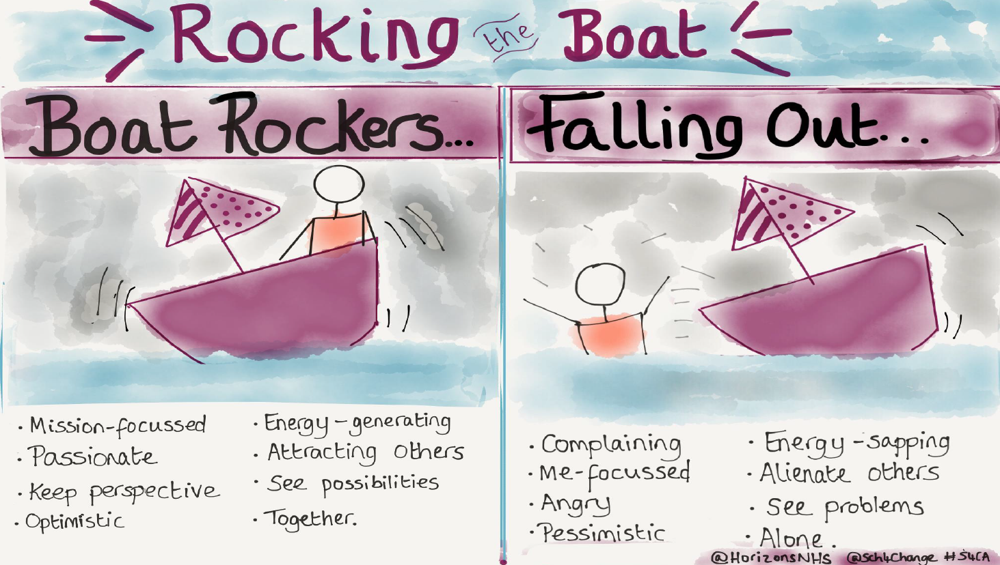 Rocking the Boat
Boat Rockers...
• Mission-focussed
• Passionate
• Keep perspective
• Optimistic
• Energy-generating
• Attracting others
• See possibilities
• Together.
Falling Out...
• Complaining
• Me-focussed
• Angry
• Pessimistic
• Energy-sapping
• Alienate others
• See problems
• Alone.
@HorizonsNHS @Sch4Change #S4CA